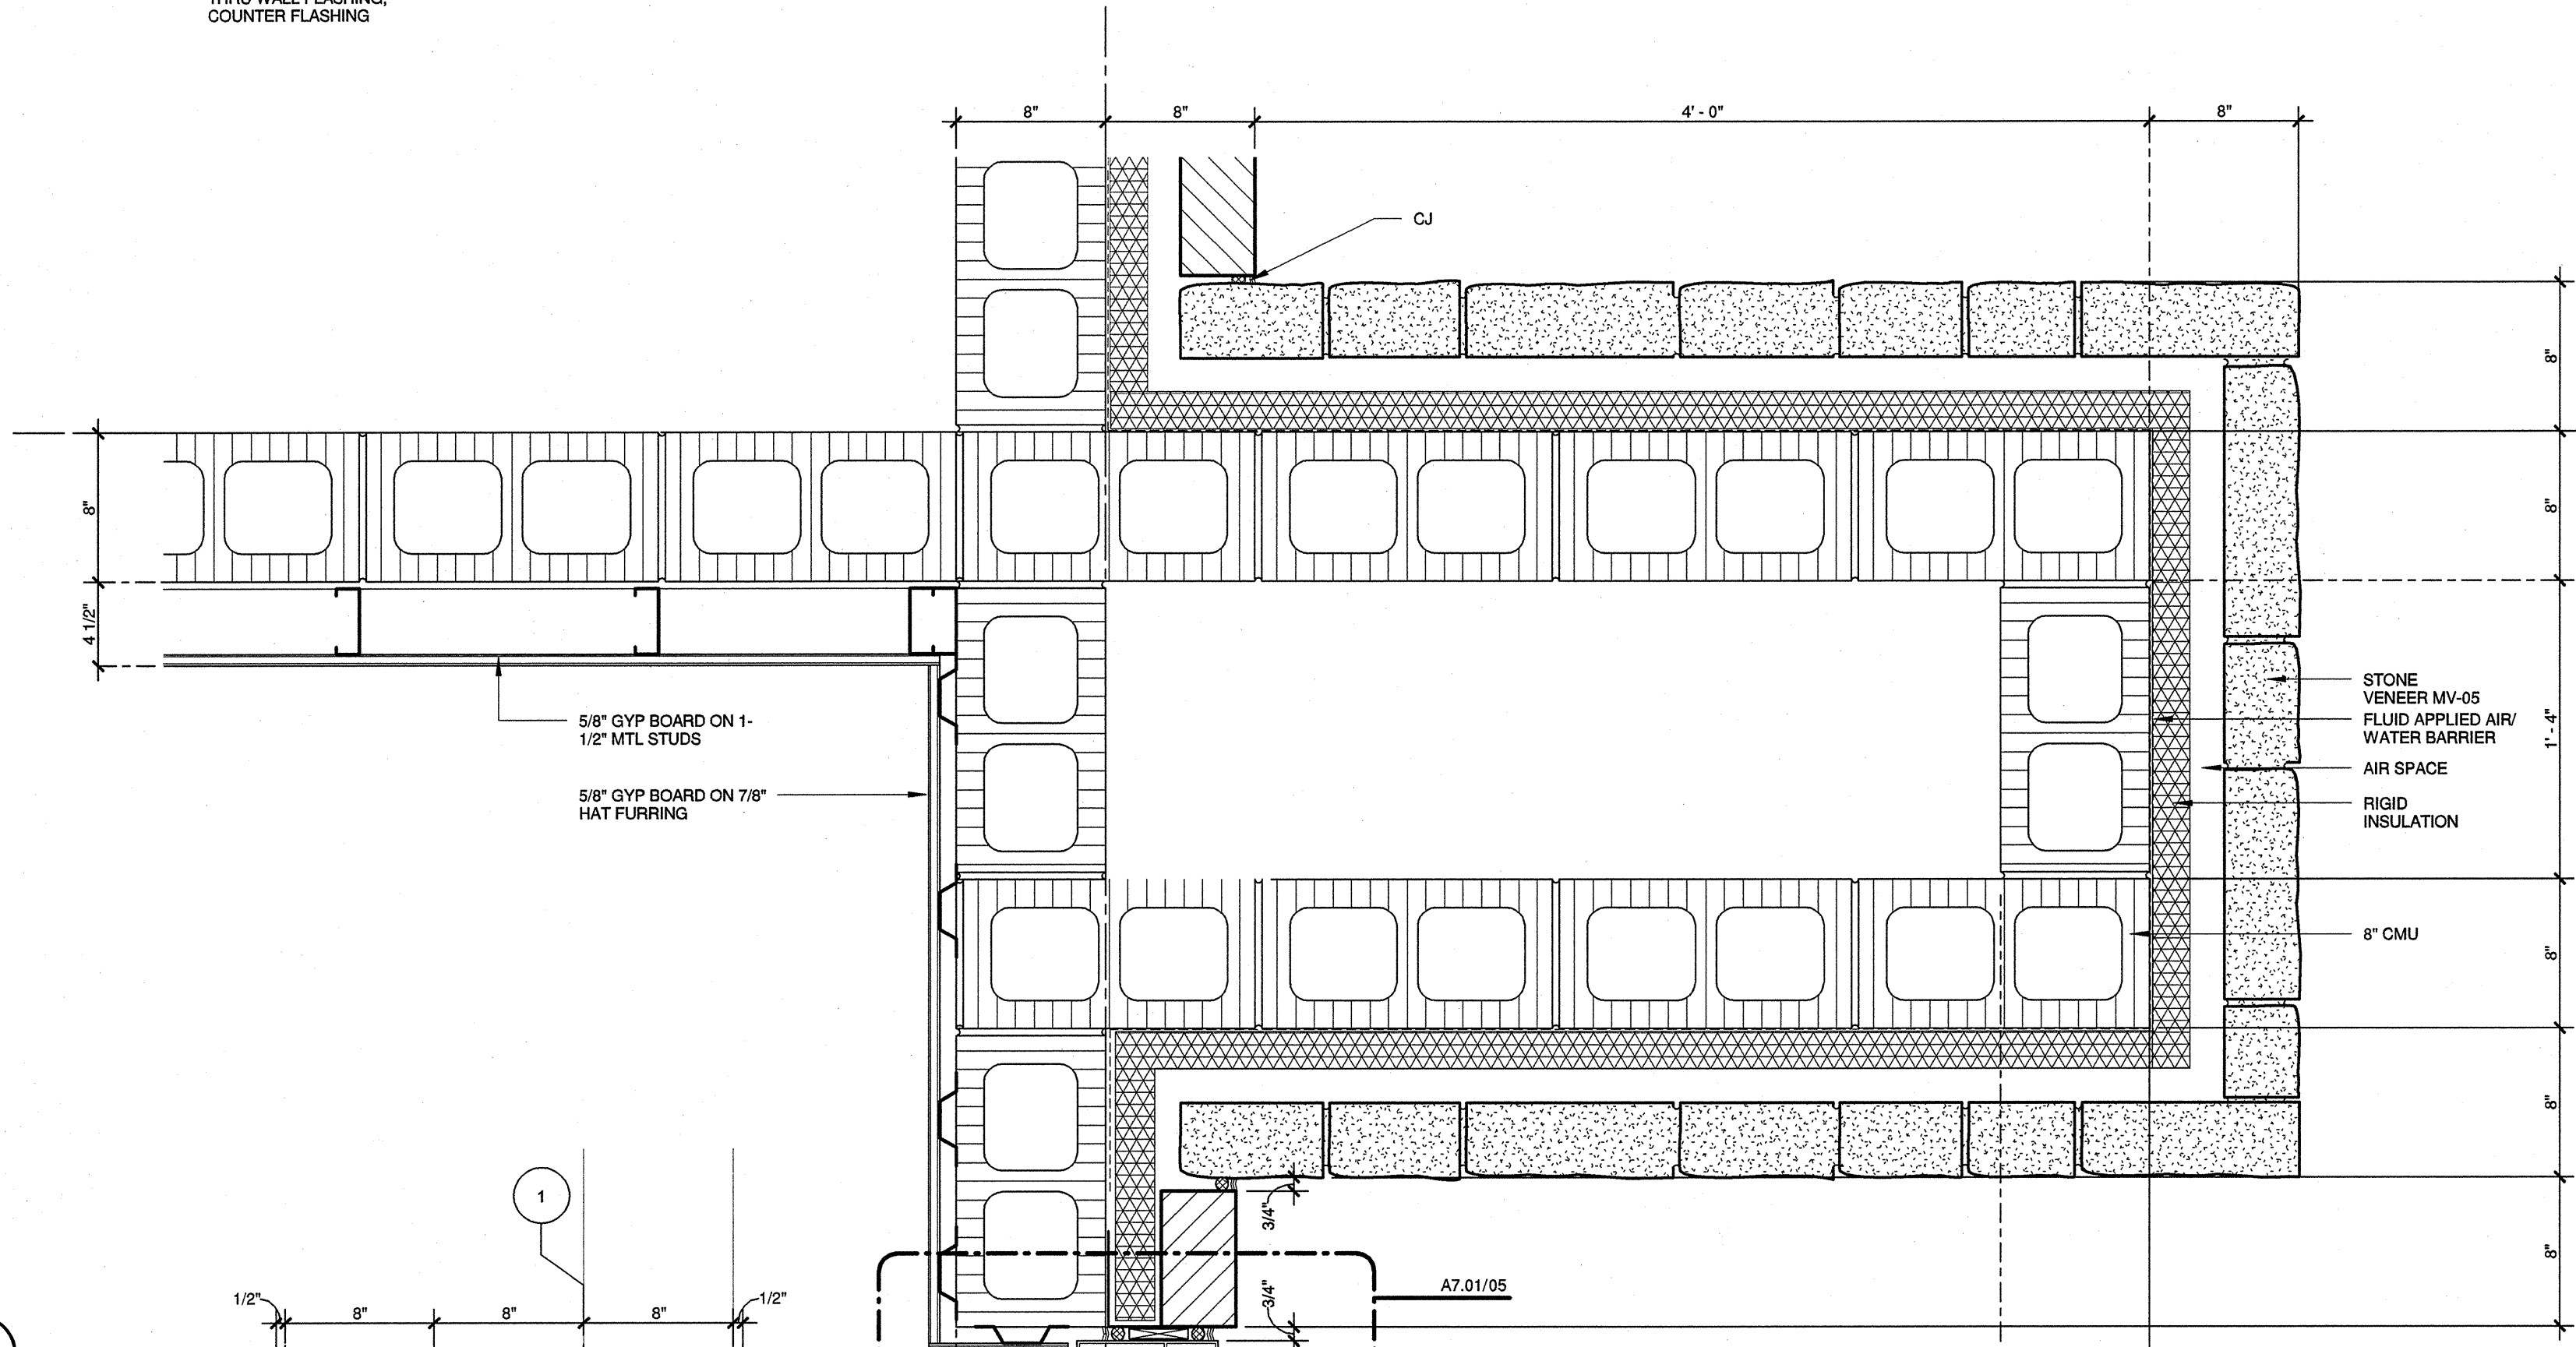 THRU WALL FLASHING,
COUNTER FLASHING
8"
8"
4' - 0"
8"
CJ
8"
8"
8"
4 1/2"
5/8" GYP BOARD ON 1-
1/2" MTL STUDS
5/8" GYP BOARD ON 7/8"
HAT FURRING
STONE
VENEER MV-05
FLUID APPLIED AIR/
WATER BARRIER
1' - 4"
AIR SPACE
RIGID
INSULATION
8" CMU
8"
8"
8"
3/4"
3/4"
A7.01/05
1
1/2"
8"
8"
8"
1/2"